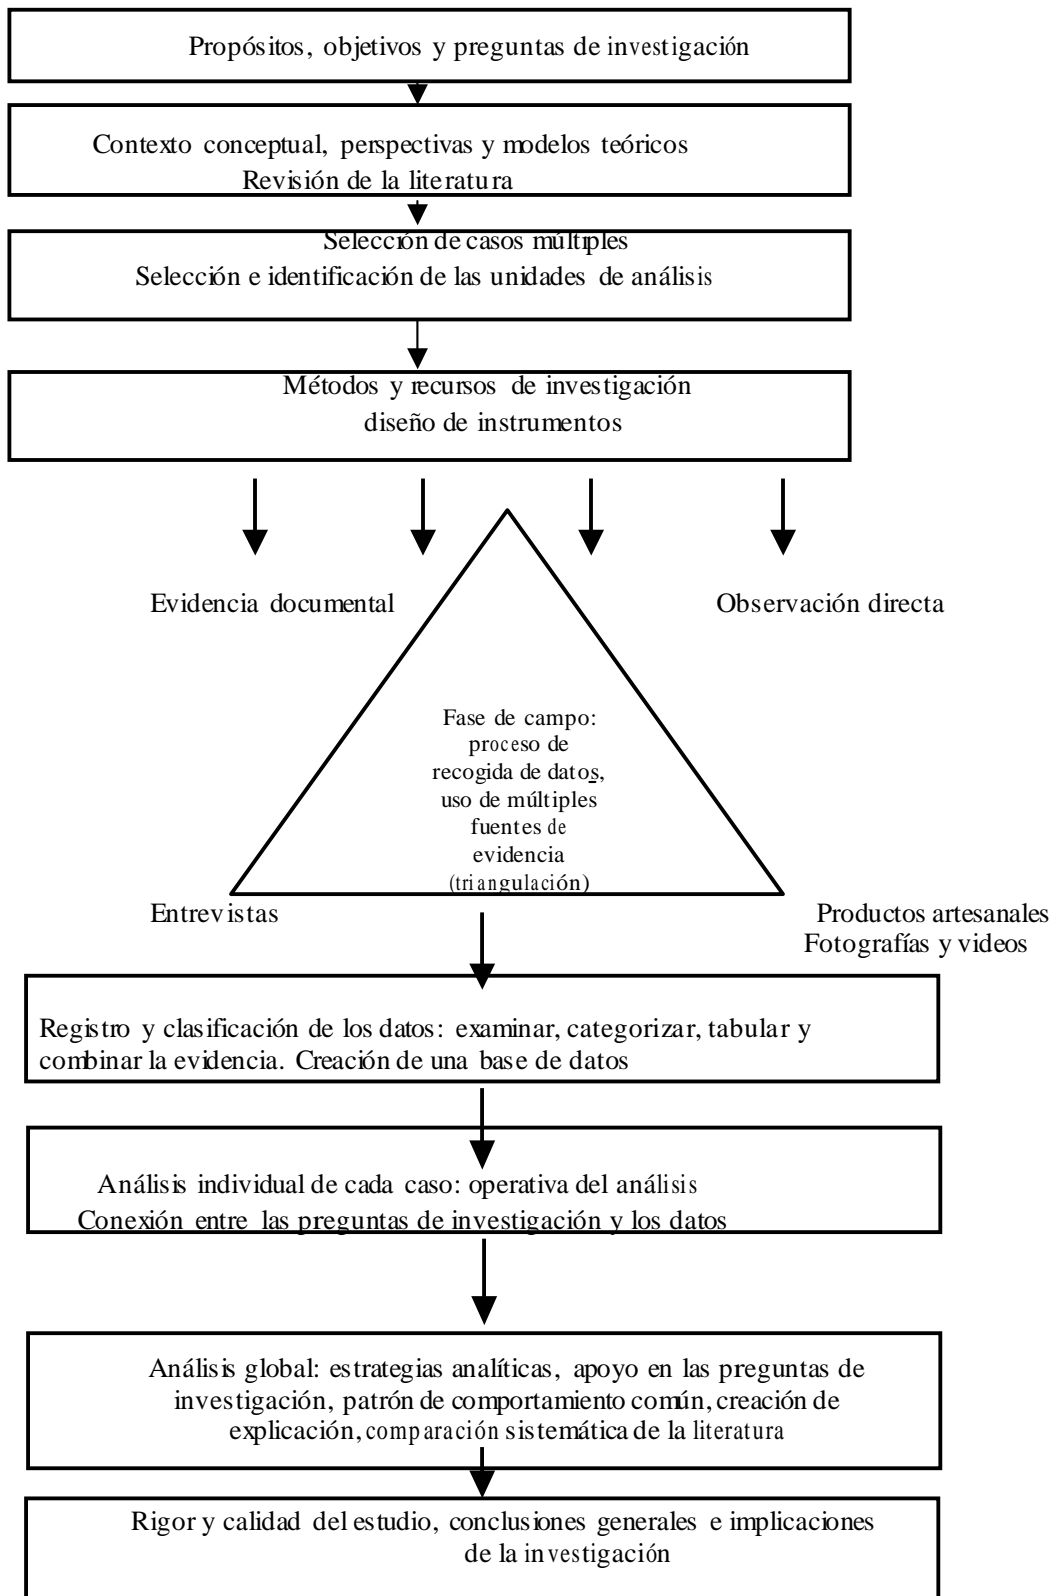 Propósitos, objetivos y preguntas de investigación
Contexto conceptual, perspectivas y modelos teóricos
Revisión de la literatura
Selección de casos múltiples
Selección e identificación de las unidades de análisis
Métodos y recursos de investigación
diseño de instrumentos
Evidencia documental
Observación directa
Fase de campo:
proceso de
recogida de datos,
uso de múltiples
fuentes de
evidencia
(triangulación)
Entrevistas
Productos artesanales
Fotografías y videos
Registro y clasificación de los datos: examinar, categorizar, tabular y
combinar la evidencia. Creación de una base de datos
Análisis individual de cada caso: operativa del análisis
Conexión entre las preguntas de investigación y los datos
Análisis global: estrategias analíticas, apoyo en las preguntas de
investigación, patrón de comportamiento común, creación de
explicación, comparación sistemática de la literatura
Rigor y calidad del estudio, conclusiones generales e implicaciones
de la investigación